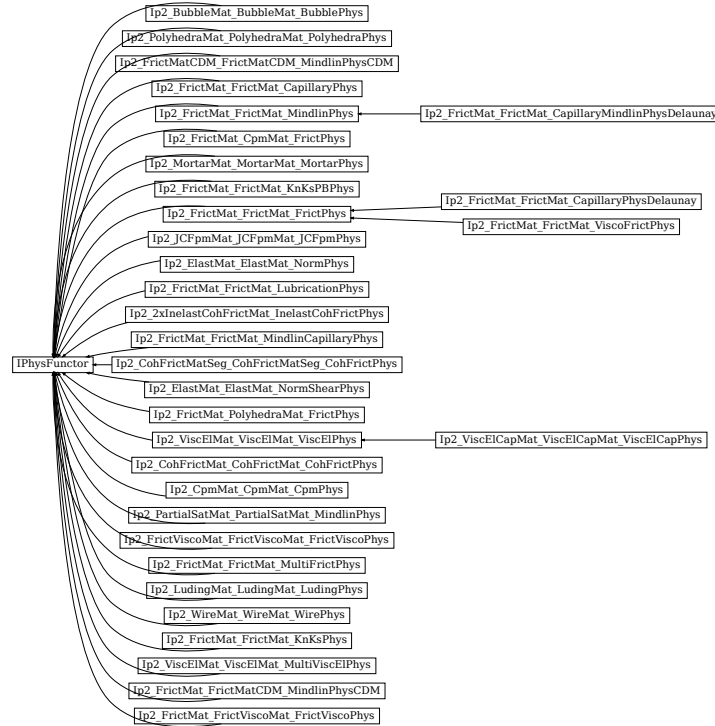 Ip2_BubbleMat_BubbleMat_BubblePhys
Ip2_PolyhedraMat_PolyhedraMat_PolyhedraPhys
Ip2_FrictMatCDM_FrictMatCDM_MindlinPhysCDM
Ip2_FrictMat_FrictMat_CapillaryPhys
Ip2_FrictMat_FrictMat_MindlinPhys
Ip2_FrictMat_FrictMat_CapillaryMindlinPhysDelaunay
Ip2_FrictMat_CpmMat_FrictPhys
Ip2_MortarMat_MortarMat_MortarPhys
Ip2_FrictMat_FrictMat_KnKsPBPhys
Ip2_FrictMat_FrictMat_CapillaryPhysDelaunay
Ip2_FrictMat_FrictMat_FrictPhys
Ip2_FrictMat_FrictMat_ViscoFrictPhys
Ip2_JCFpmMat_JCFpmMat_JCFpmPhys
Ip2_ElastMat_ElastMat_NormPhys
Ip2_FrictMat_FrictMat_LubricationPhys
Ip2_2xInelastCohFrictMat_InelastCohFrictPhys
Ip2_FrictMat_FrictMat_MindlinCapillaryPhys
IPhysFunctor
Ip2_CohFrictMatSeg_CohFrictMatSeg_CohFrictPhys
Ip2_ElastMat_ElastMat_NormShearPhys
Ip2_FrictMat_PolyhedraMat_FrictPhys
Ip2_ViscElMat_ViscElMat_ViscElPhys
Ip2_ViscElCapMat_ViscElCapMat_ViscElCapPhys
Ip2_CohFrictMat_CohFrictMat_CohFrictPhys
Ip2_CpmMat_CpmMat_CpmPhys
Ip2_PartialSatMat_PartialSatMat_MindlinPhys
Ip2_FrictViscoMat_FrictViscoMat_FrictViscoPhys
Ip2_FrictMat_FrictMat_MultiFrictPhys
Ip2_LudingMat_LudingMat_LudingPhys
Ip2_WireMat_WireMat_WirePhys
Ip2_FrictMat_FrictMat_KnKsPhys
Ip2_ViscElMat_ViscElMat_MultiViscElPhys
Ip2_FrictMat_FrictMatCDM_MindlinPhysCDM
Ip2_FrictMat_FrictViscoMat_FrictViscoPhys